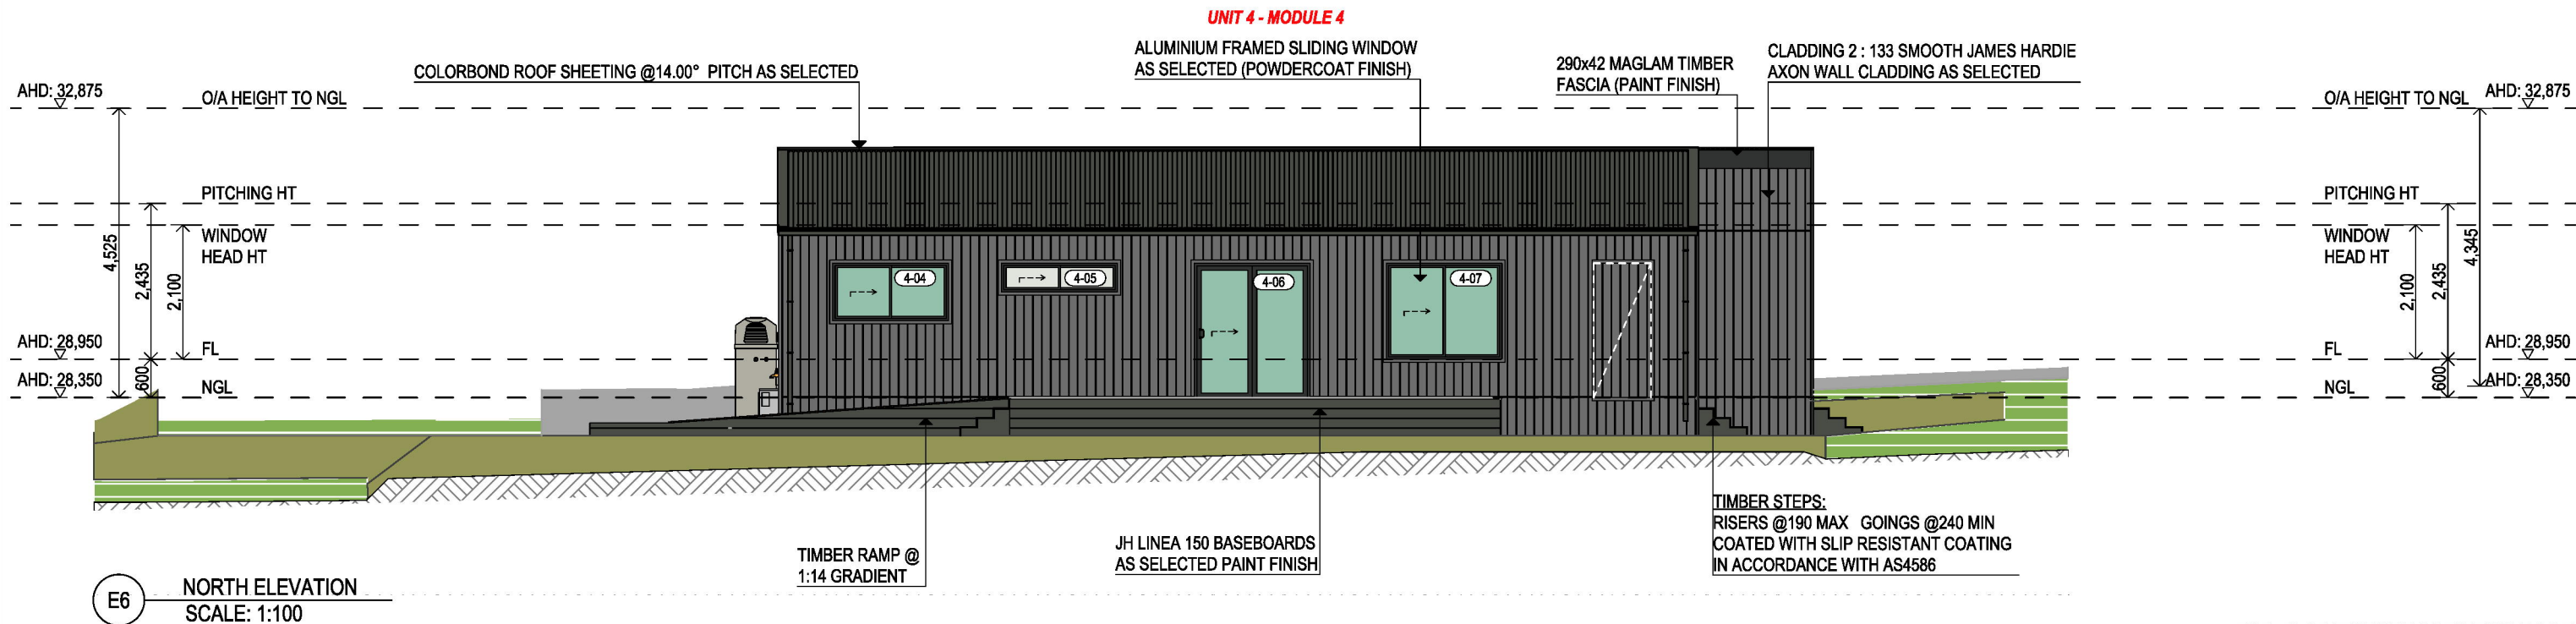 UNIT 4 - MODULE 4
COLORBOND ROOF SHEETING @14.00° PITCH AS SELECTED
ALUMINIUM FRAMED SLIDING WINDOW
AS SELECTED (POWDERCOAT FINISH)
290x42 MAGLAM TIMBER
FASCIA (PAINT FINISH)
CLADDING 2 : 133 SMOOTH JAMES HARDIE
AXON WALL CLADDING AS SELECTED
AHD: 32,875
O/A HEIGHT TO NGL
PITCHING HT
WINDOW
HEAD HT
4,525
2,435
2,100
AHD: 28,950
FL
600
AHD: 28,350
NGL
4-04
4-05
4-06
4-07
O/A HEIGHT TO NGL
AHD: 32,875
PITCHING HT
WINDOW
HEAD HT
2,100
2,435
4,345
FL
AHD: 28,950
600
NGL
AHD: 28,350
TIMBER RAMP @
1:14 GRADIENT
JH LINEA 150 BASEBOARDS
AS SELECTED PAINT FINISH
TIMBER STEPS:
RISERS @190 MAX GOINGS @240 MIN
COATED WITH SLIP RESISTANT COATING
IN ACCORDANCE WITH AS4586
E6
NORTH ELEVATION
SCALE: 1:100